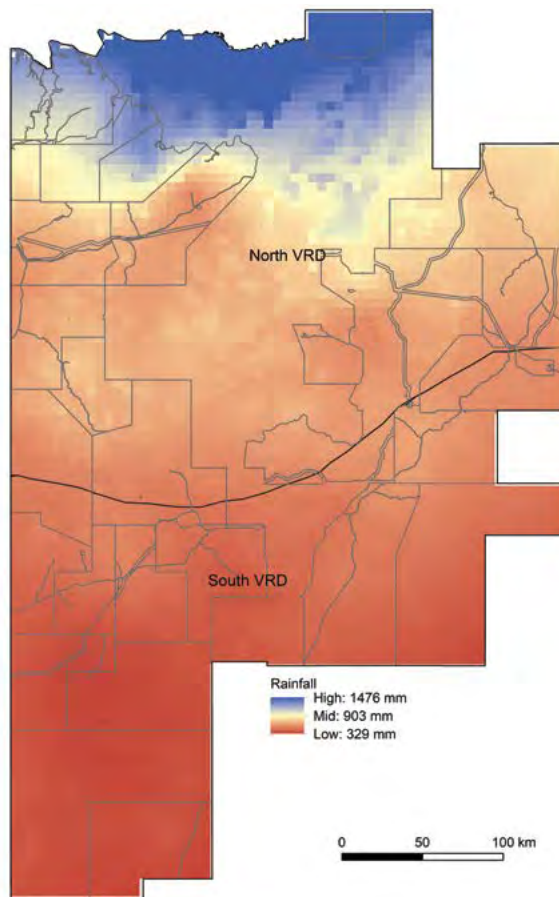 North VRD
South VRD
Rainfall
High: 1476 mm
Mid: 903 mm
Low: 329 mm
0 50 100 km